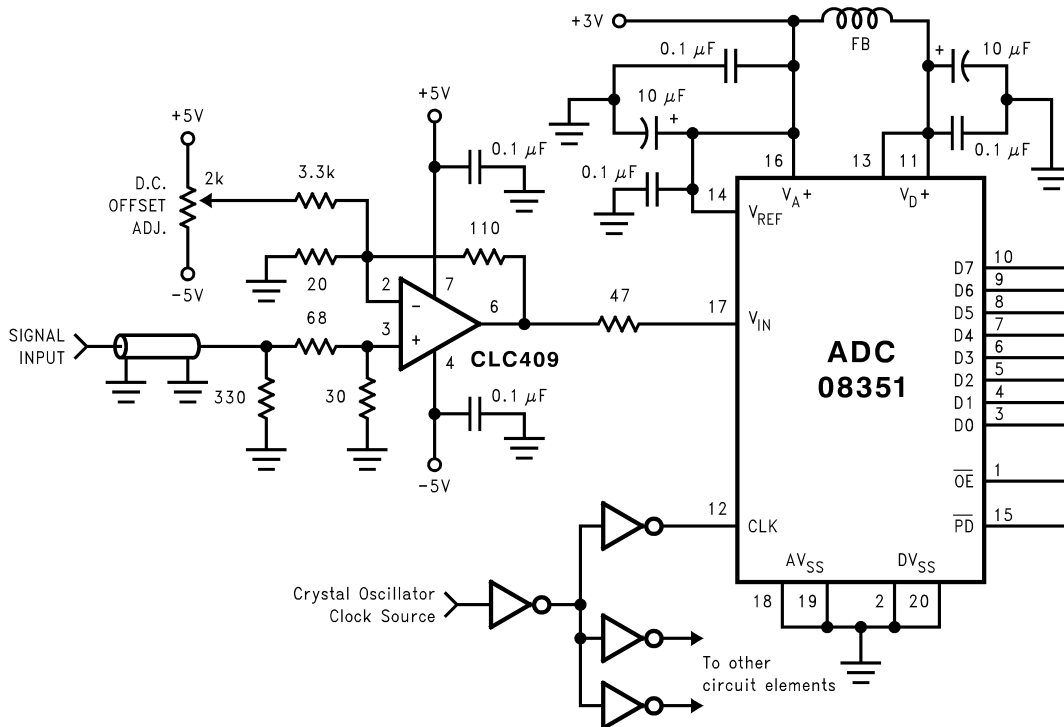 +3V
FB
0.1 μF
+
10 μF
10 μF
+
0.1 μF
0.1 μF
+5V
0.1 μF
+5V
D.C.
OFFSET
ADJ.
2k
3.3k
-5V
20
110
2
7
-
6
3
+
4
CLC409
SIGNAL
INPUT
68
330
30
0.1 μF
-5V
47
16
13
11
VA+
VD+
14
VREF
17
VIN
ADC
08351
D7
10
D6
9
D5
8
D4
7
D3
6
D2
5
D1
4
D0
3
OE
1
12
CLK
PD
15
AVSS
DVSS
18
19
2
20
Crystal Oscillator
Clock Source
To other
circuit elements